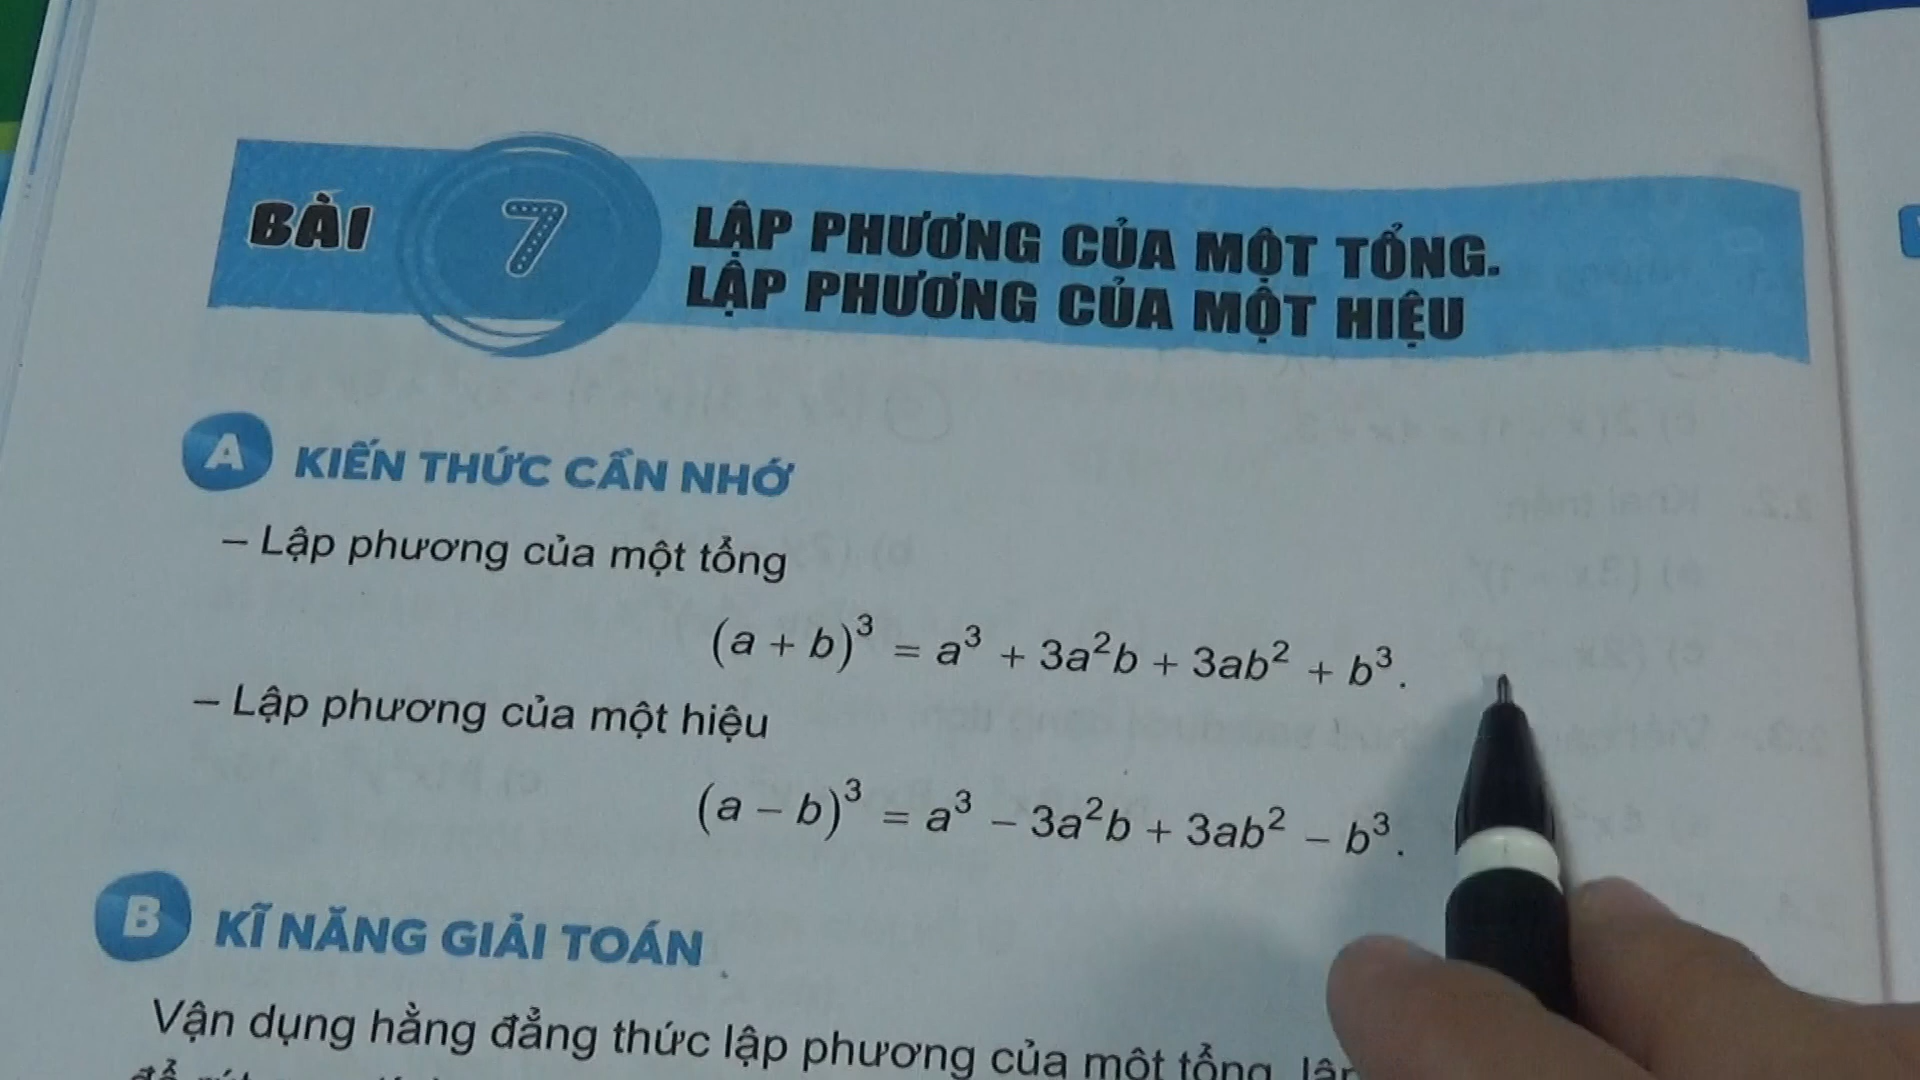 BÀI 7 LẬP PHƯƠNG CỦA MỘT TỔNG.
LẬP PHƯƠNG CỦA MỘT HIỆU
A KIẾN THỨC CẦN NHỚ
– Lập phương của một tổng
(a + b)³ = a³ + 3a²b + 3ab² + b³.
– Lập phương của một hiệu
(a – b)³ = a³ – 3a²b + 3ab² – b³.
B KĨ NĂNG GIẢI TOÁN
Vận dụng hằng đẳng thức lập phương của một tổng,
để